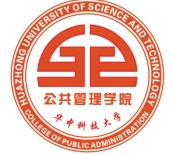 HUAZHONG UNIVERSITY OF SCIENCE AND TECHNOLOGY
公共管理学院
华中科技大学
COLLEGE OF PUBLIC ADMINISTRATION